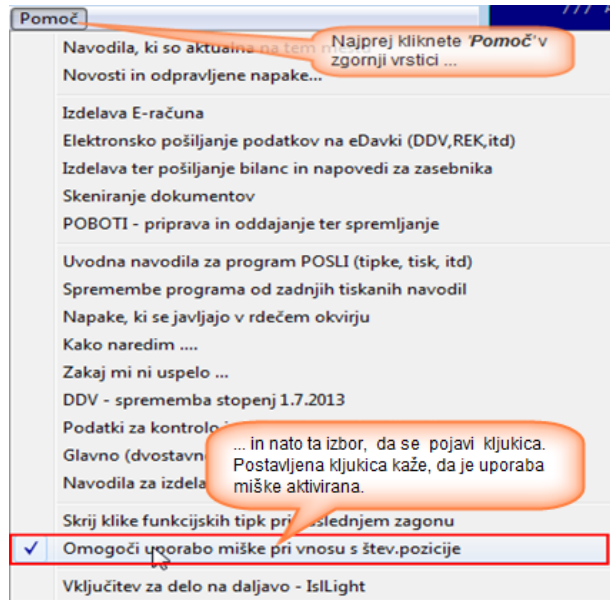 Pomoč
Najprej kliknete 'Pomoč' v
zgornji vrstici ...
Navodila, ki so aktualna na tem mestu
Novosti in odpravljene napake...
Izdelava E-računa
Elektronsko pošiljanje podatkov na eDavki (DDV,REK,itd)
Izdelava ter pošiljanje bilanc in napovedi za zasebnika
Skeniranje dokumentov
POBOTI - priprava in oddajanje ter spremljanje
Uvodna navodila za program POSLI (tipke, tisk, itd)
Spremembe programa od zadnjih tiskanih navodil
Napake, ki se javljajo v rdečem okvirju
Kako naredim ....
Zakaj mi ni uspelo ...
DDV - sprememba stopenj 1.7.2013
Podatki za kontrolo
Glavno (dvostavn
Navodila za izdela
... in nato ta izbor, da se pojavi kljukica.
Postavljena kljukica kaže, da je uporaba
miške aktivirana.
Skrij klike funkcijskih tipk pri naslednjem zagonu
Omogoči uporabo miške pri vnosu s štev.pozicije
Vključitev za delo na daljavo - IslLight